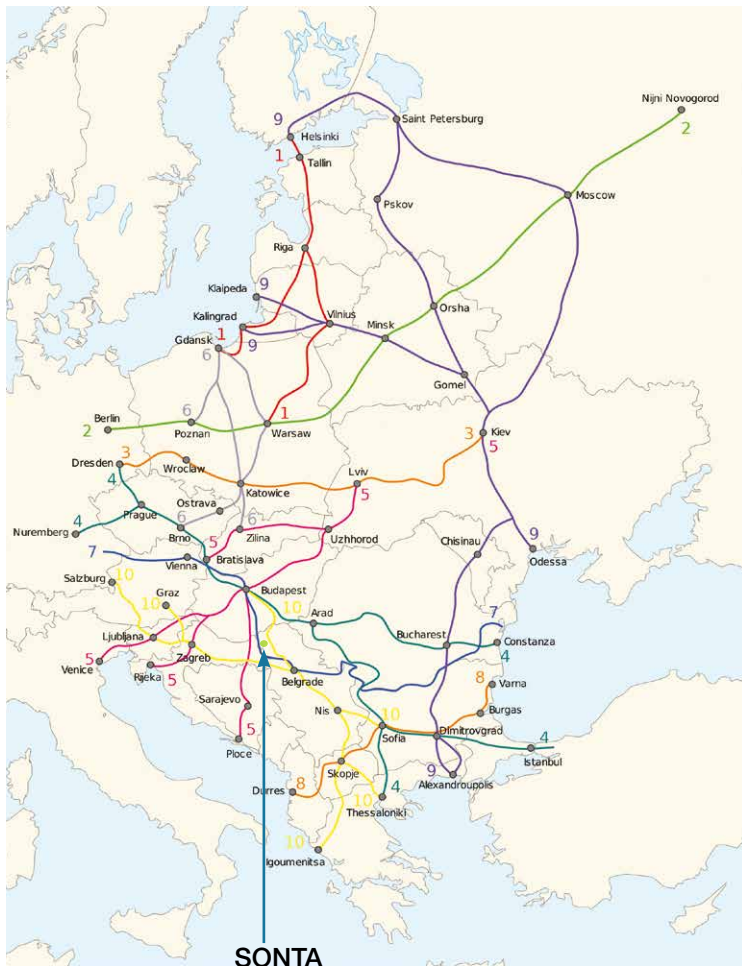 Nijni Novogorod
2
9
Saint Petersburg
Helsinki
1
Tallin
Moscow
Pskov
Riga
Klaipeda
9
Kalingrad
Vilnius
Orsha
Minsk
1
Gdansk
6
9
Gomel
Berlin
2
6
Poznan
1
Warsaw
3
Kiev
5
Dresden
3
4
Wroclaw
Lviv
5
Katowice
Ostrava
Prague
4
Nuremberg
6
Brno
6
Zilina
Uzhhorod
Chisinau
9
Odessa
5
7
Vienna
Bratislava
Salzburg
10
Budapest
Graz
10
10
Arad
7
Ljubljana
Bucharest
Constanza
4
Venice
5
Zagreb
Rijeka
5
Belgrade
8
Varna
Sarajevo
Burgas
Nis
10
Sofia
Dimitrovgrad
5
Ploce
4
Istanbul
Skopje
9
Alexandroupolis
Durres
8
10
4
Thessaloniki
10
Igoumenitsa
SONTA